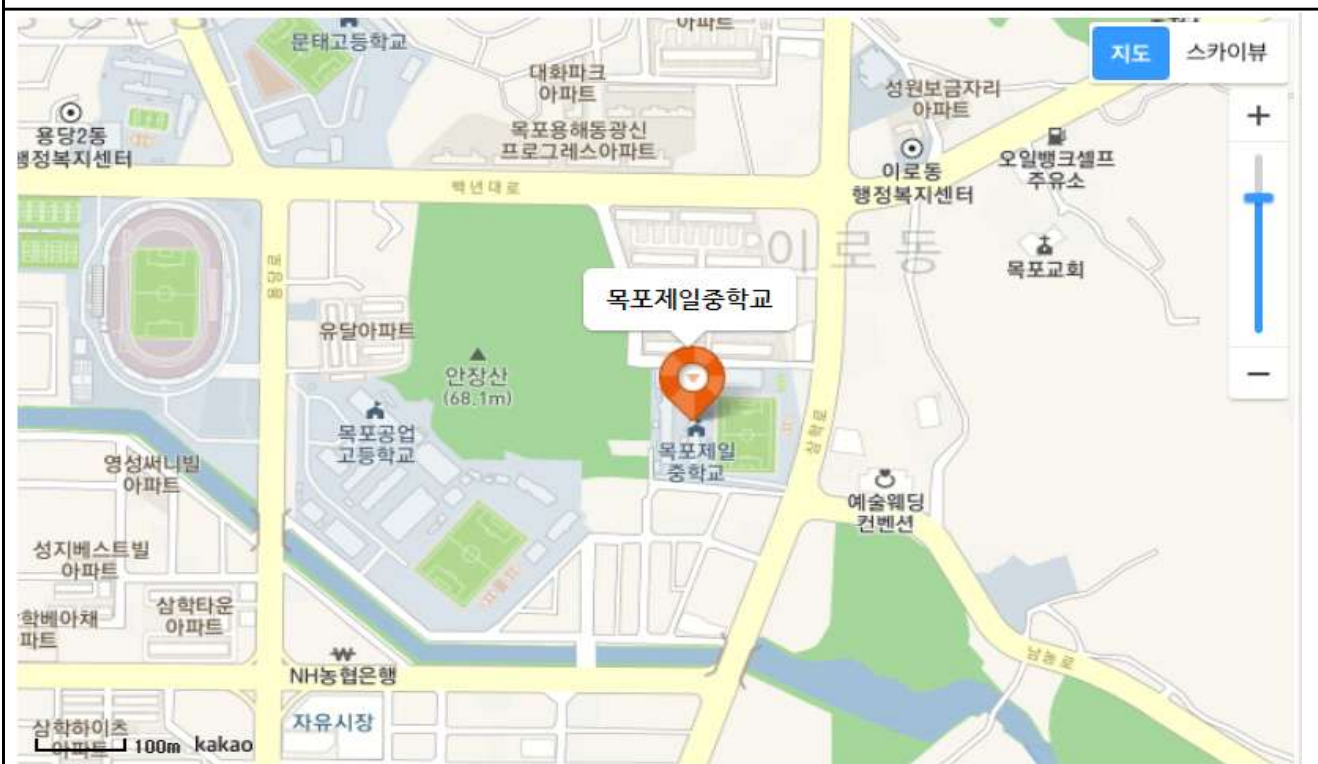 아파트
문태고등학교
지도
스카이뷰
대화파크
아파트
성원보금자리
아파트
+
용당2동
행정복지센터
목포용해동광신
프로그레스아파트
오일뱅크셀프
주유소
이로동
행정복지센터
백년대로
이로동
목포교회
용당로
목포제일중학교
유달아파트
안장산
(68.1m)
−
목포공업
고등학교
목포제일
중학교
삼학로
영성써니빌
아파트
예술웨딩
컨벤션
성지베스트빌
아파트
학베아채
파트
삼학타운
아파트
남농로
NH농협은행
자유시장
삼학하이츠
아파트
100m kakao